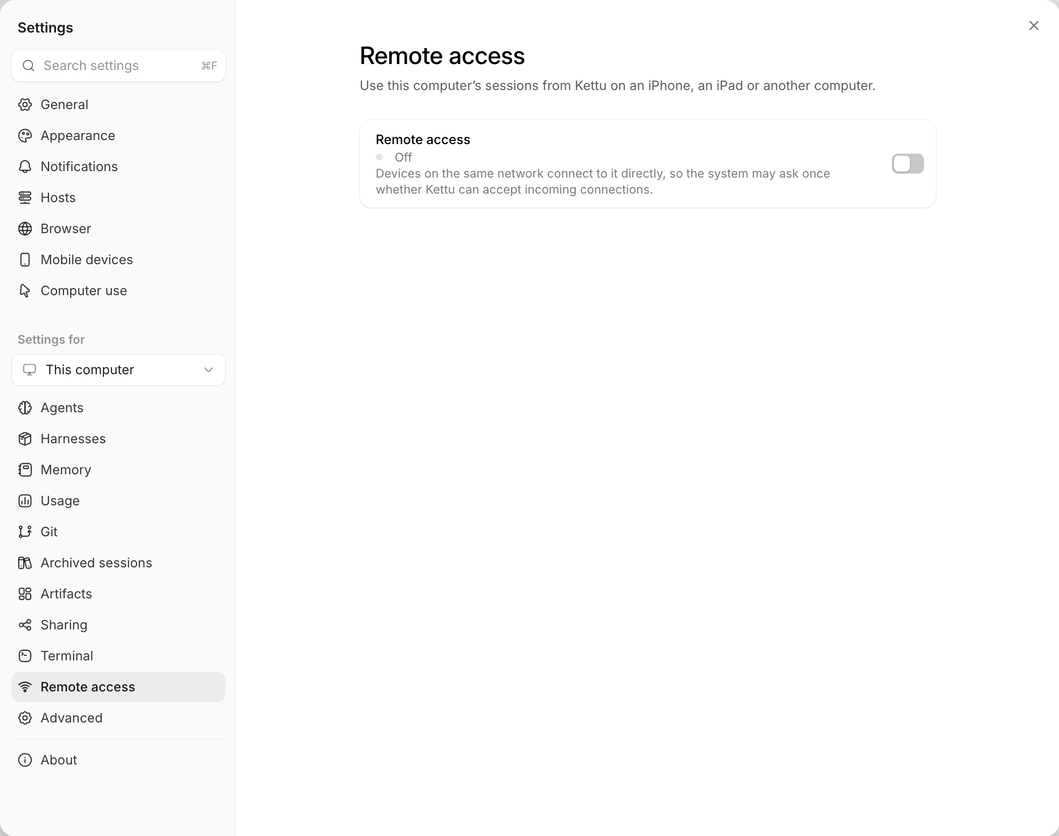 Settings
Search settings ⌘F
General
Appearance
Notifications
Hosts
Browser
Mobile devices
Computer use
Settings for
This computer
Agents
Harnesses
Memory
Usage
Git
Archived sessions
Artifacts
Sharing
Terminal
Remote access
Advanced
About
Remote access
Use this computer’s sessions from Kettu on an iPhone, an iPad or another computer.
Remote access
Off
Devices on the same network connect to it directly, so the system may ask once
whether Kettu can accept incoming connections.